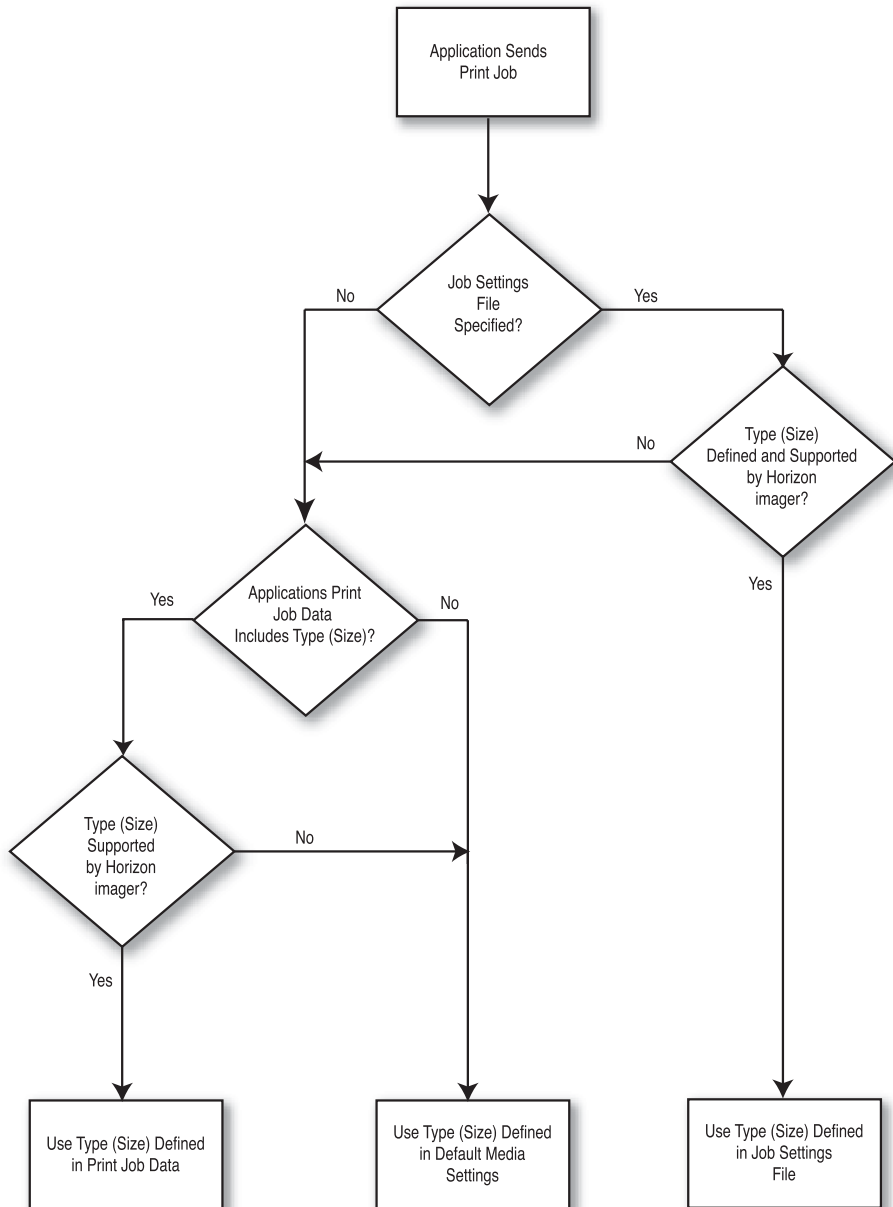 Application Sends
Print Job
Job Settings
File
Specified?
No
Yes
Type (Size)
Defined and Supported
by Horizon
imager?
No
Yes
Applications Print
Job Data
Includes Type (Size)?
Yes
No
Type (Size)
Supported
by Horizon
imager?
No
Yes
Use Type (Size) Defined
in Print Job Data
Use Type (Size) Defined
in Default Media
Settings
Use Type (Size) Defined
in Job Settings
File